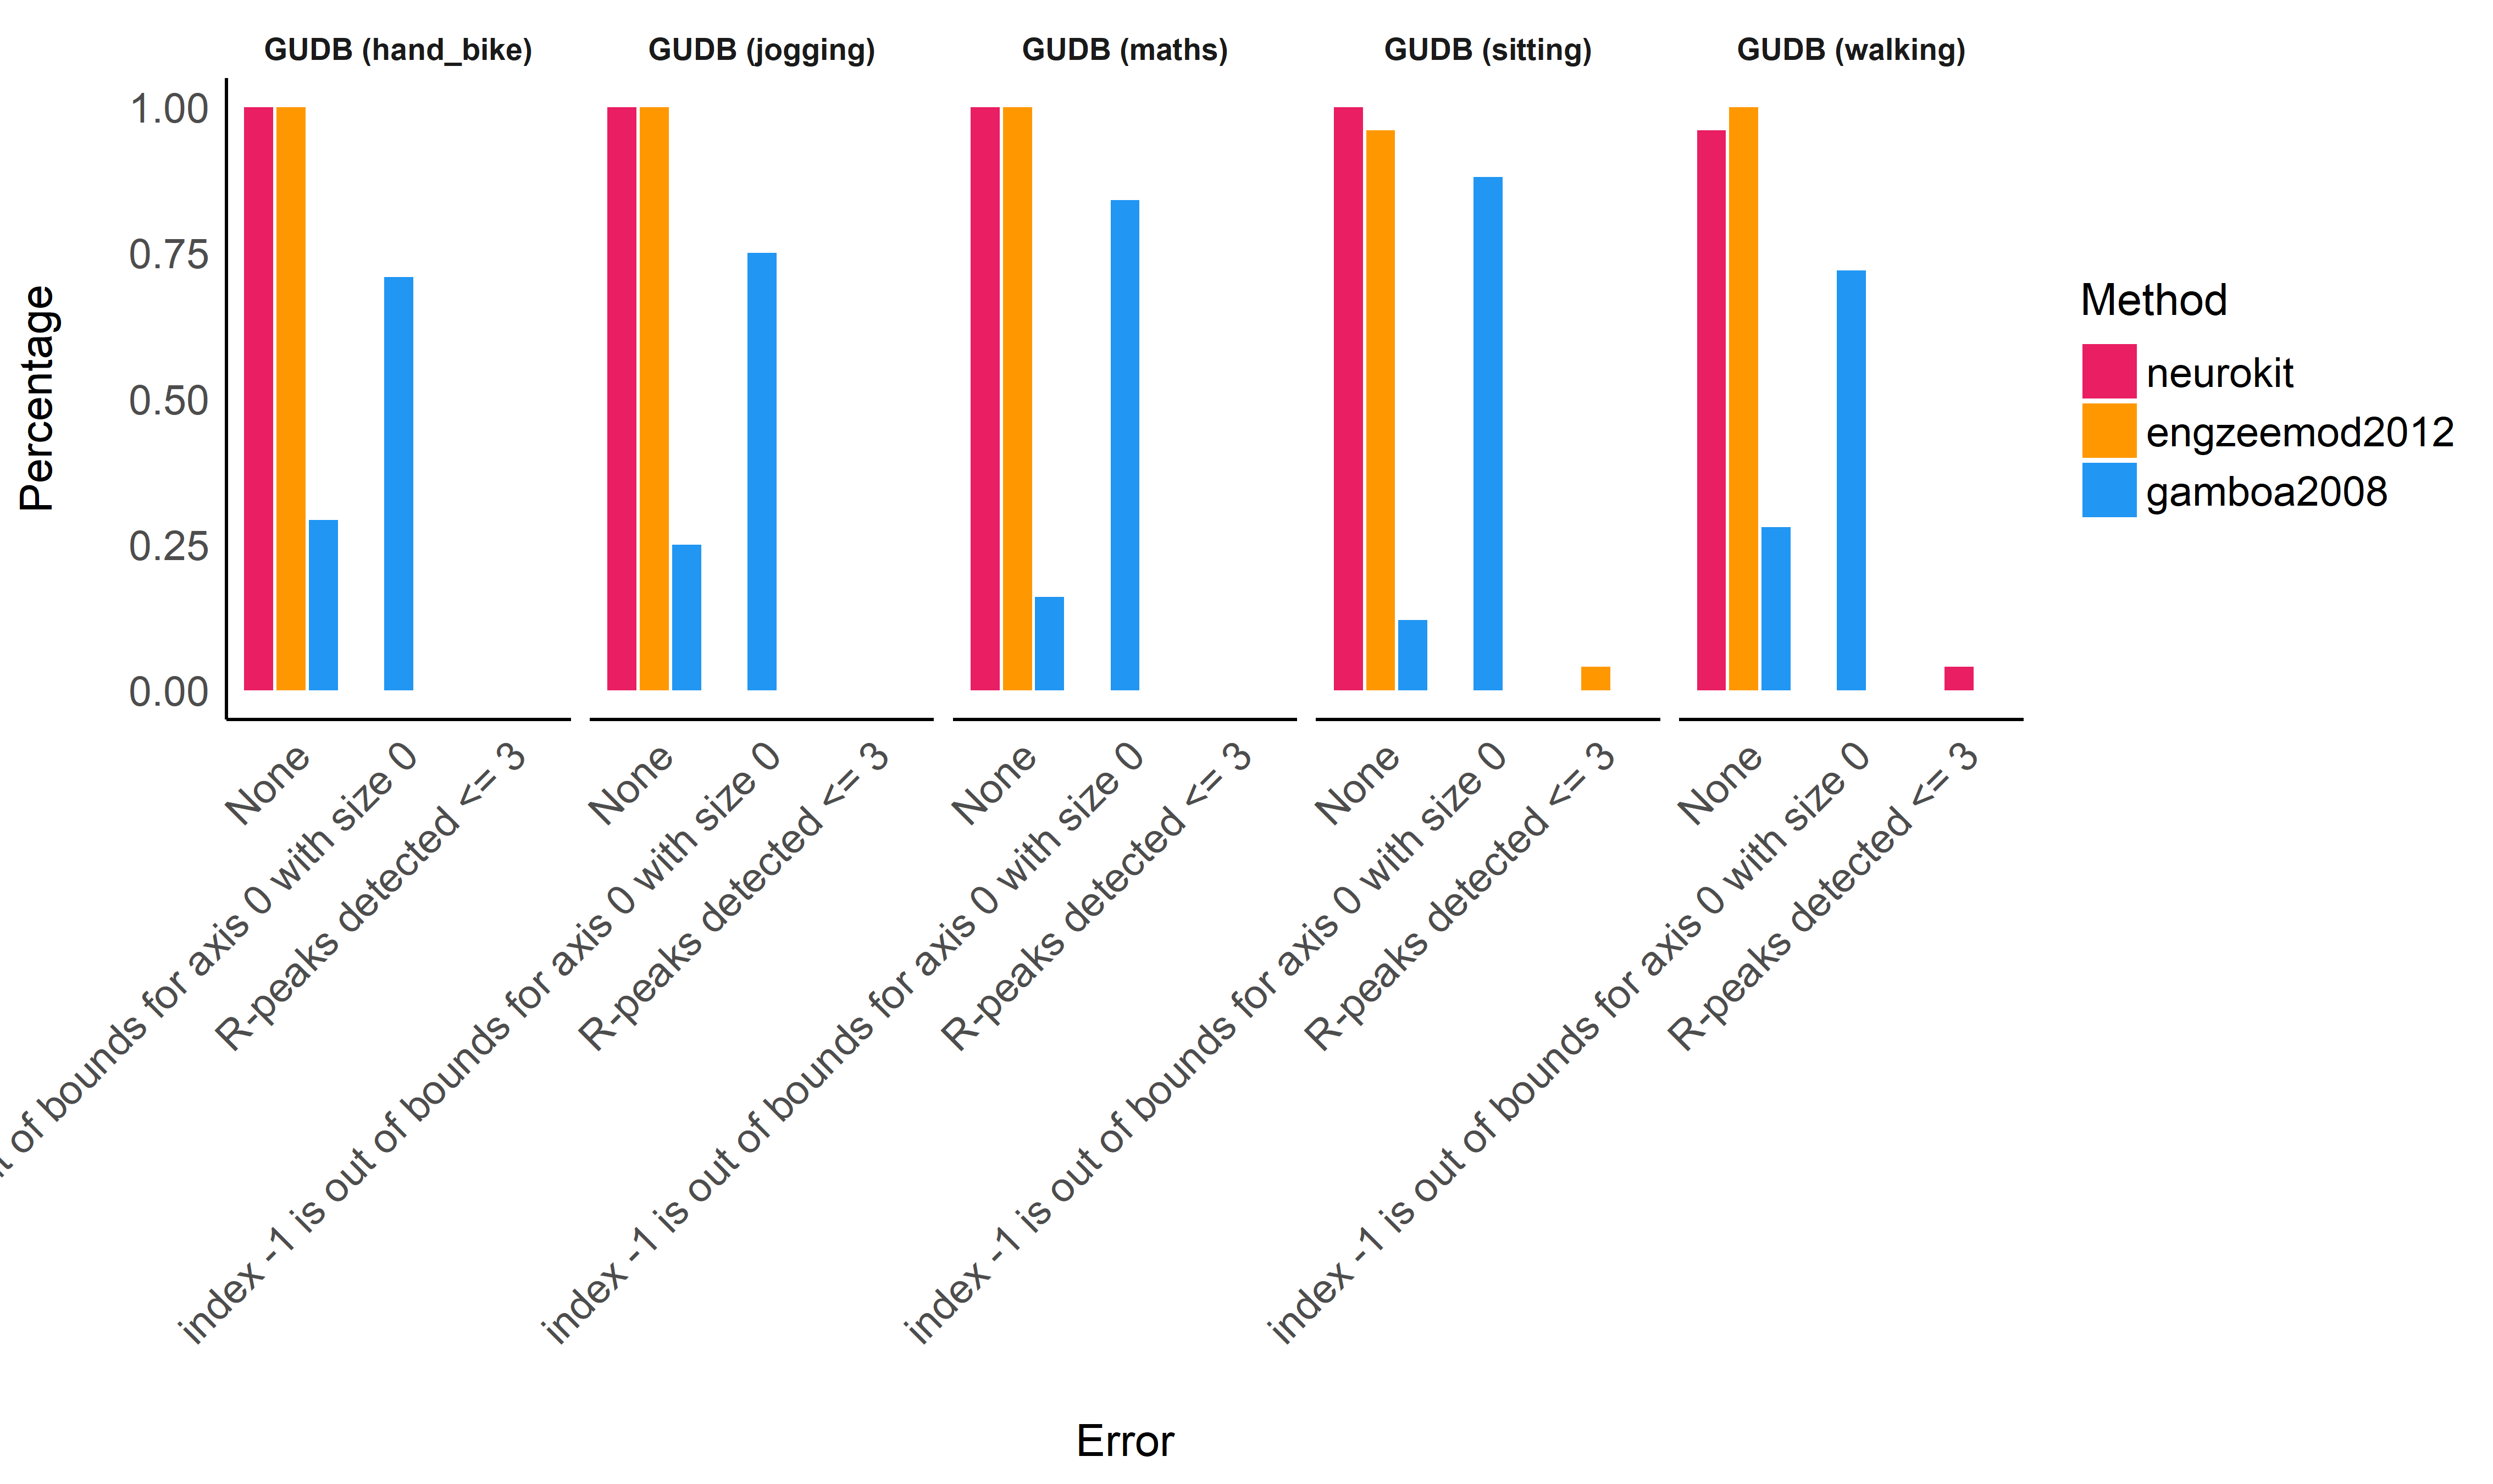 GUDB (hand_bike)
GUDB (jogging)
GUDB (maths)
GUDB (sitting)
GUDB (walking)
Percentage
1.00
0.75
0.50
0.25
0.00
None
of bounds for axis 0 with size 0
R-peaks detected <= 3
None
index -1 is out of bounds for axis 0 with size 0
R-peaks detected <= 3
None
index -1 is out of bounds for axis 0 with size 0
R-peaks detected <= 3
None
index -1 is out of bounds for axis 0 with size 0
R-peaks detected <= 3
None
index -1 is out of bounds for axis 0 with size 0
R-peaks detected <= 3
Error
Method
neurokit
engzeemod2012
gamboa2008